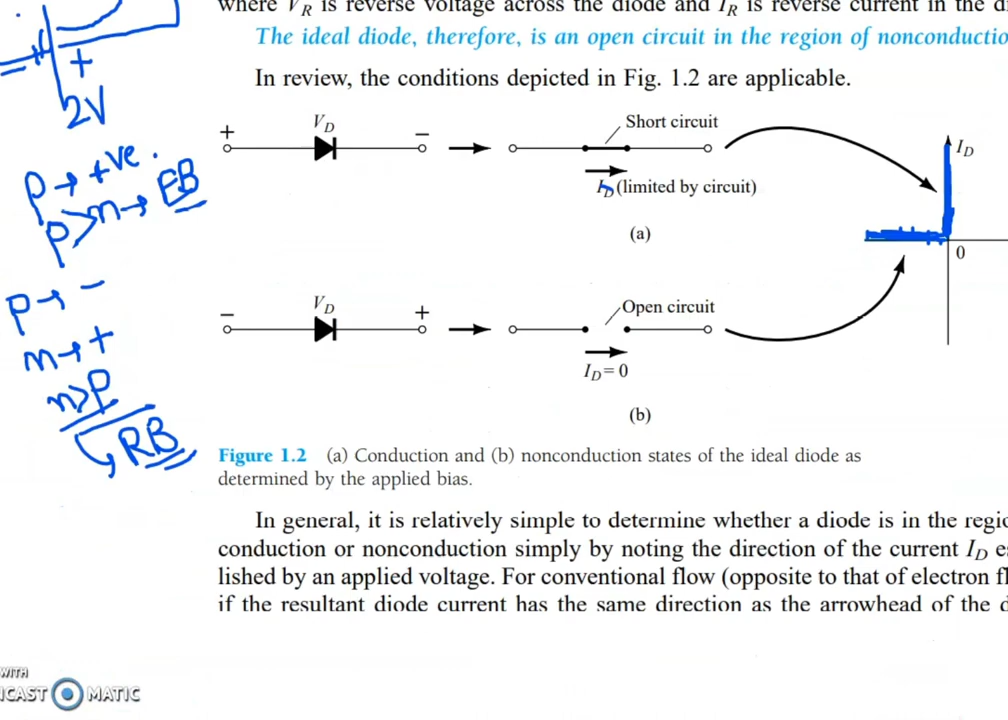 where V_R is reverse voltage across the diode and I_R is reverse current in the
The ideal diode, therefore, is an open circuit in the region of nonconductio
In review, the conditions depicted in Fig. 1.2 are applicable.
+
2V
p → +ve.
p > n → FB
p → −
n → +
n > p
↳ RB
+ V_D −
Short circuit
I_D (limited by circuit)
(a)
I_D
0
− V_D +
Open circuit
I_D = 0
(b)
Figure 1.2 (a) Conduction and (b) nonconduction states of the ideal diode as
determined by the applied bias.
In general, it is relatively simple to determine whether a diode is in the regio
conduction or nonconduction simply by noting the direction of the current I_D e
lished by an applied voltage. For conventional flow (opposite to that of electron fl
if the resultant diode current has the same direction as the arrowhead of the d
WITH
NCAST MATIC